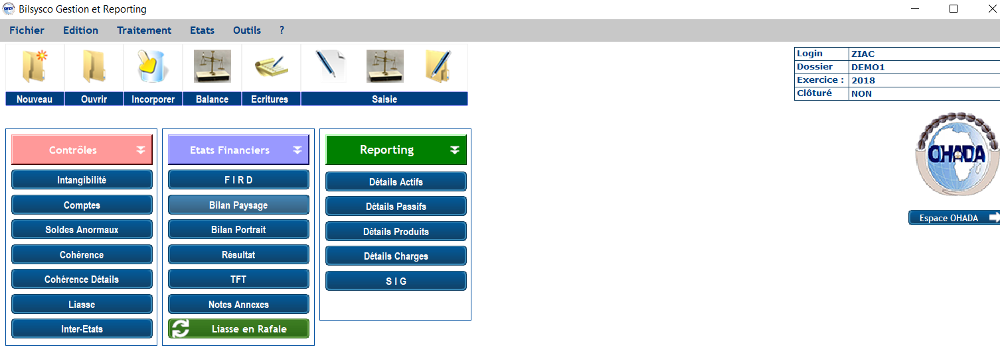 Bilsysco Gestion et Reporting
Fichier Edition Traitement Etats Outils ?
Nouveau Ouvrir Incorporer Balance Ecritures Saisie
Login ZIAC
Dossier DEMO1
Exercice : 2018
Clôturé NON
OHADA
Espace OHADA
Contrôles
Intangibilité
Comptes
Soldes Anormaux
Cohérence
Cohérence Détails
Liasse
Inter-Etats
Etats Financiers
F I R D
Bilan Paysage
Bilan Portrait
Résultat
TFT
Notes Annexes
Liasse en Rafale
Reporting
Détails Actifs
Détails Passifs
Détails Produits
Détails Charges
S I G